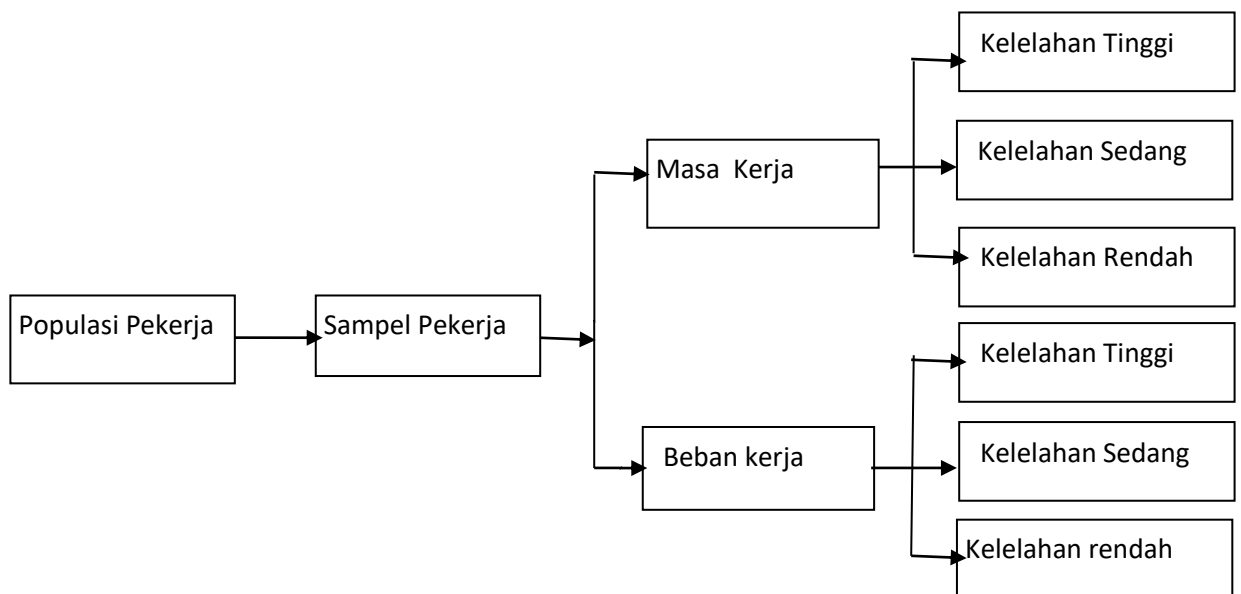 Kelelahan Tinggi
Kelelahan Sedang
Masa Kerja
Kelelahan Rendah
Populasi Pekerja
Sampel Pekerja
Kelelahan Tinggi
Beban kerja
Kelelahan Sedang
Kelelahan rendah